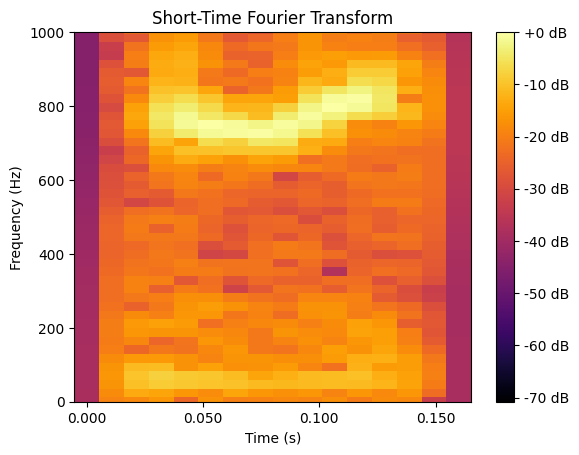 Short-Time Fourier Transform
1000
800
600
400
200
0
Frequency (Hz)
0.000
0.050
0.100
0.150
Time (s)
+0 dB
-10 dB
-20 dB
-30 dB
-40 dB
-50 dB
-60 dB
-70 dB